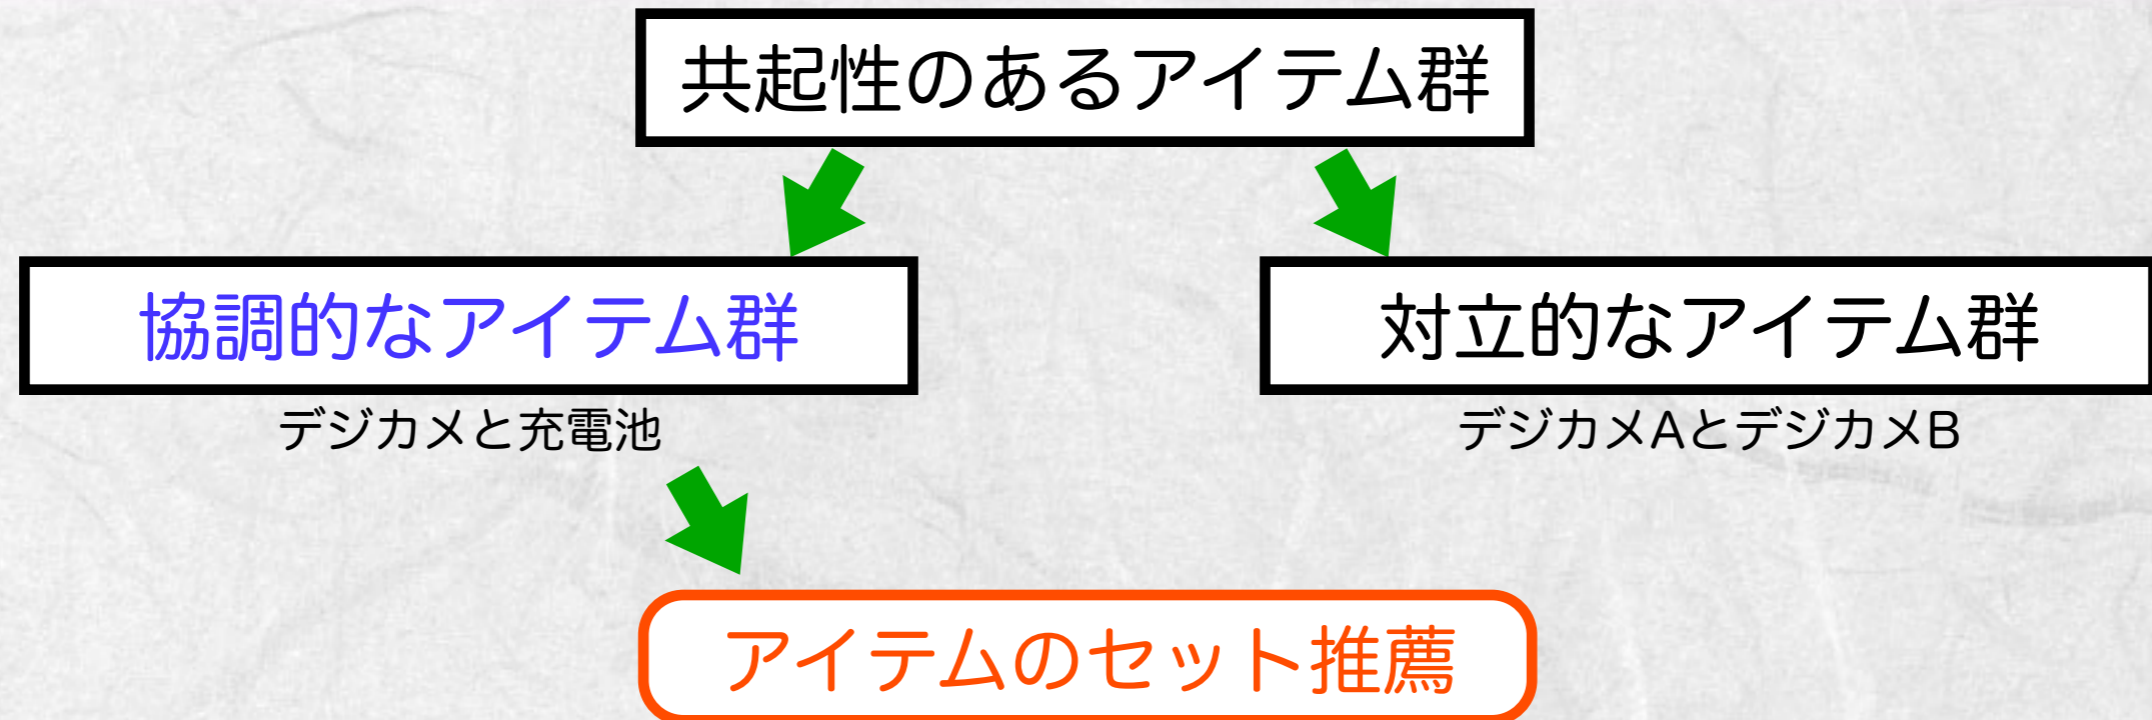 共起性のあるアイテム群
協調的なアイテム群
対立的なアイテム群
デジカメと充電池
デジカメAとデジカメB
アイテムのセット推薦